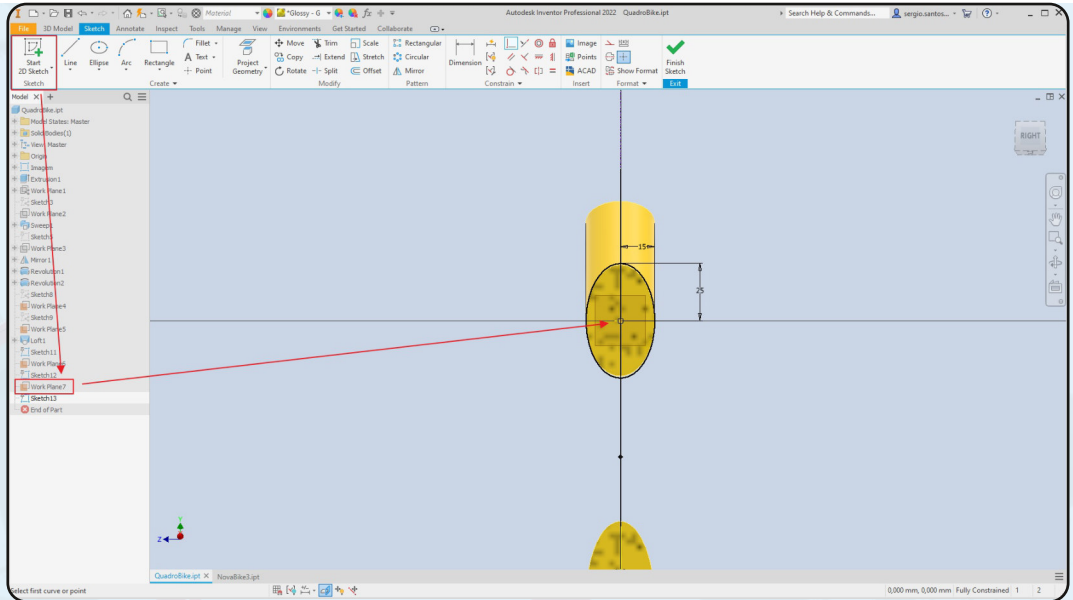 Material
*Glossy - G
Autodesk Inventor Professional 2022 QuadroBike.ipt
Search Help & Commands...
sergio.santos...
File 3D Model Sketch Annotate Inspect Tools Manage View Environments Get Started Collaborate
Start
2D Sketch
Line
Ellipse
Arc
Rectangle
Fillet
Text
Point
Project
Geometry
Move Trim Scale
Copy Extend Stretch
Rotate Split Offset
Rectangular
Circular
Mirror
Dimension
Image
Points
ACAD
Show Format
Finish
Sketch
Sketch Create Modify Pattern Constrain Insert Format Exit
Model
QuadroBike.ipt
Model States: Master
Solid Bodies(1)
View: Master
Origin
Imagem
Extrusion1
Work Plane1
Sketch3
Work Plane2
Sweep1
Work Plane3
Mirror1
Revolution1
Revolution2
Sketch8
Work Plane4
Sketch9
Work Plane5
Loft1
Sketch11
Sketch12
Work Plane7
Sketch13
End of Part
RIGHT
15
25
Y
Z
QuadroBike.ipt NovaBike3.ipt
Select first curve or point
0,000 mm, 0,000 mm Fully Constrained 1 2